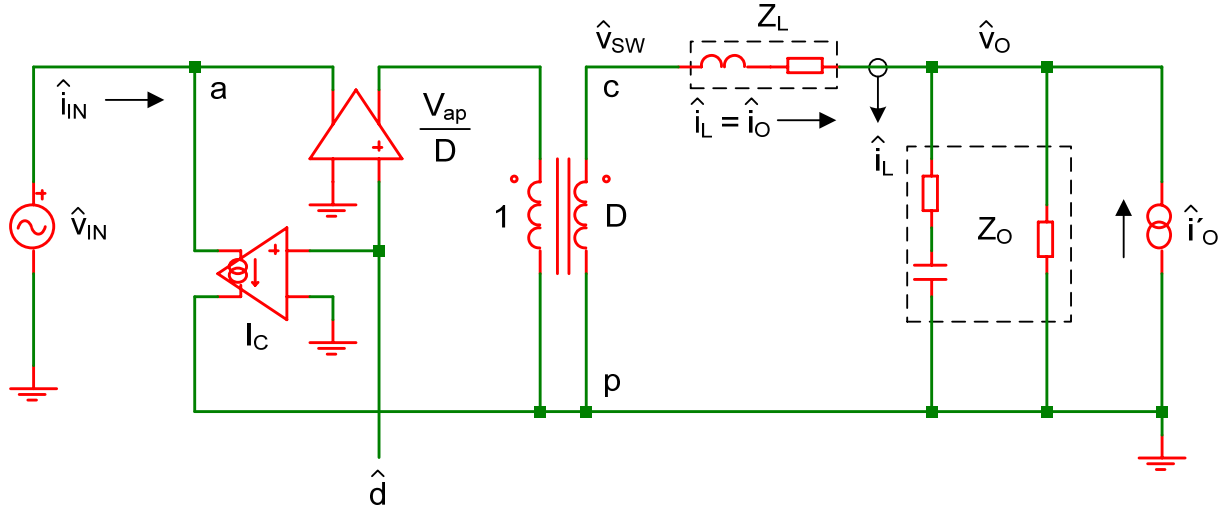 v̂SW
ZL
v̂O
îIN
a
Vap
D
c
îL = îO
îL
+
v̂IN
+
+
1
D
ZO
î′O
IC
p
d̂